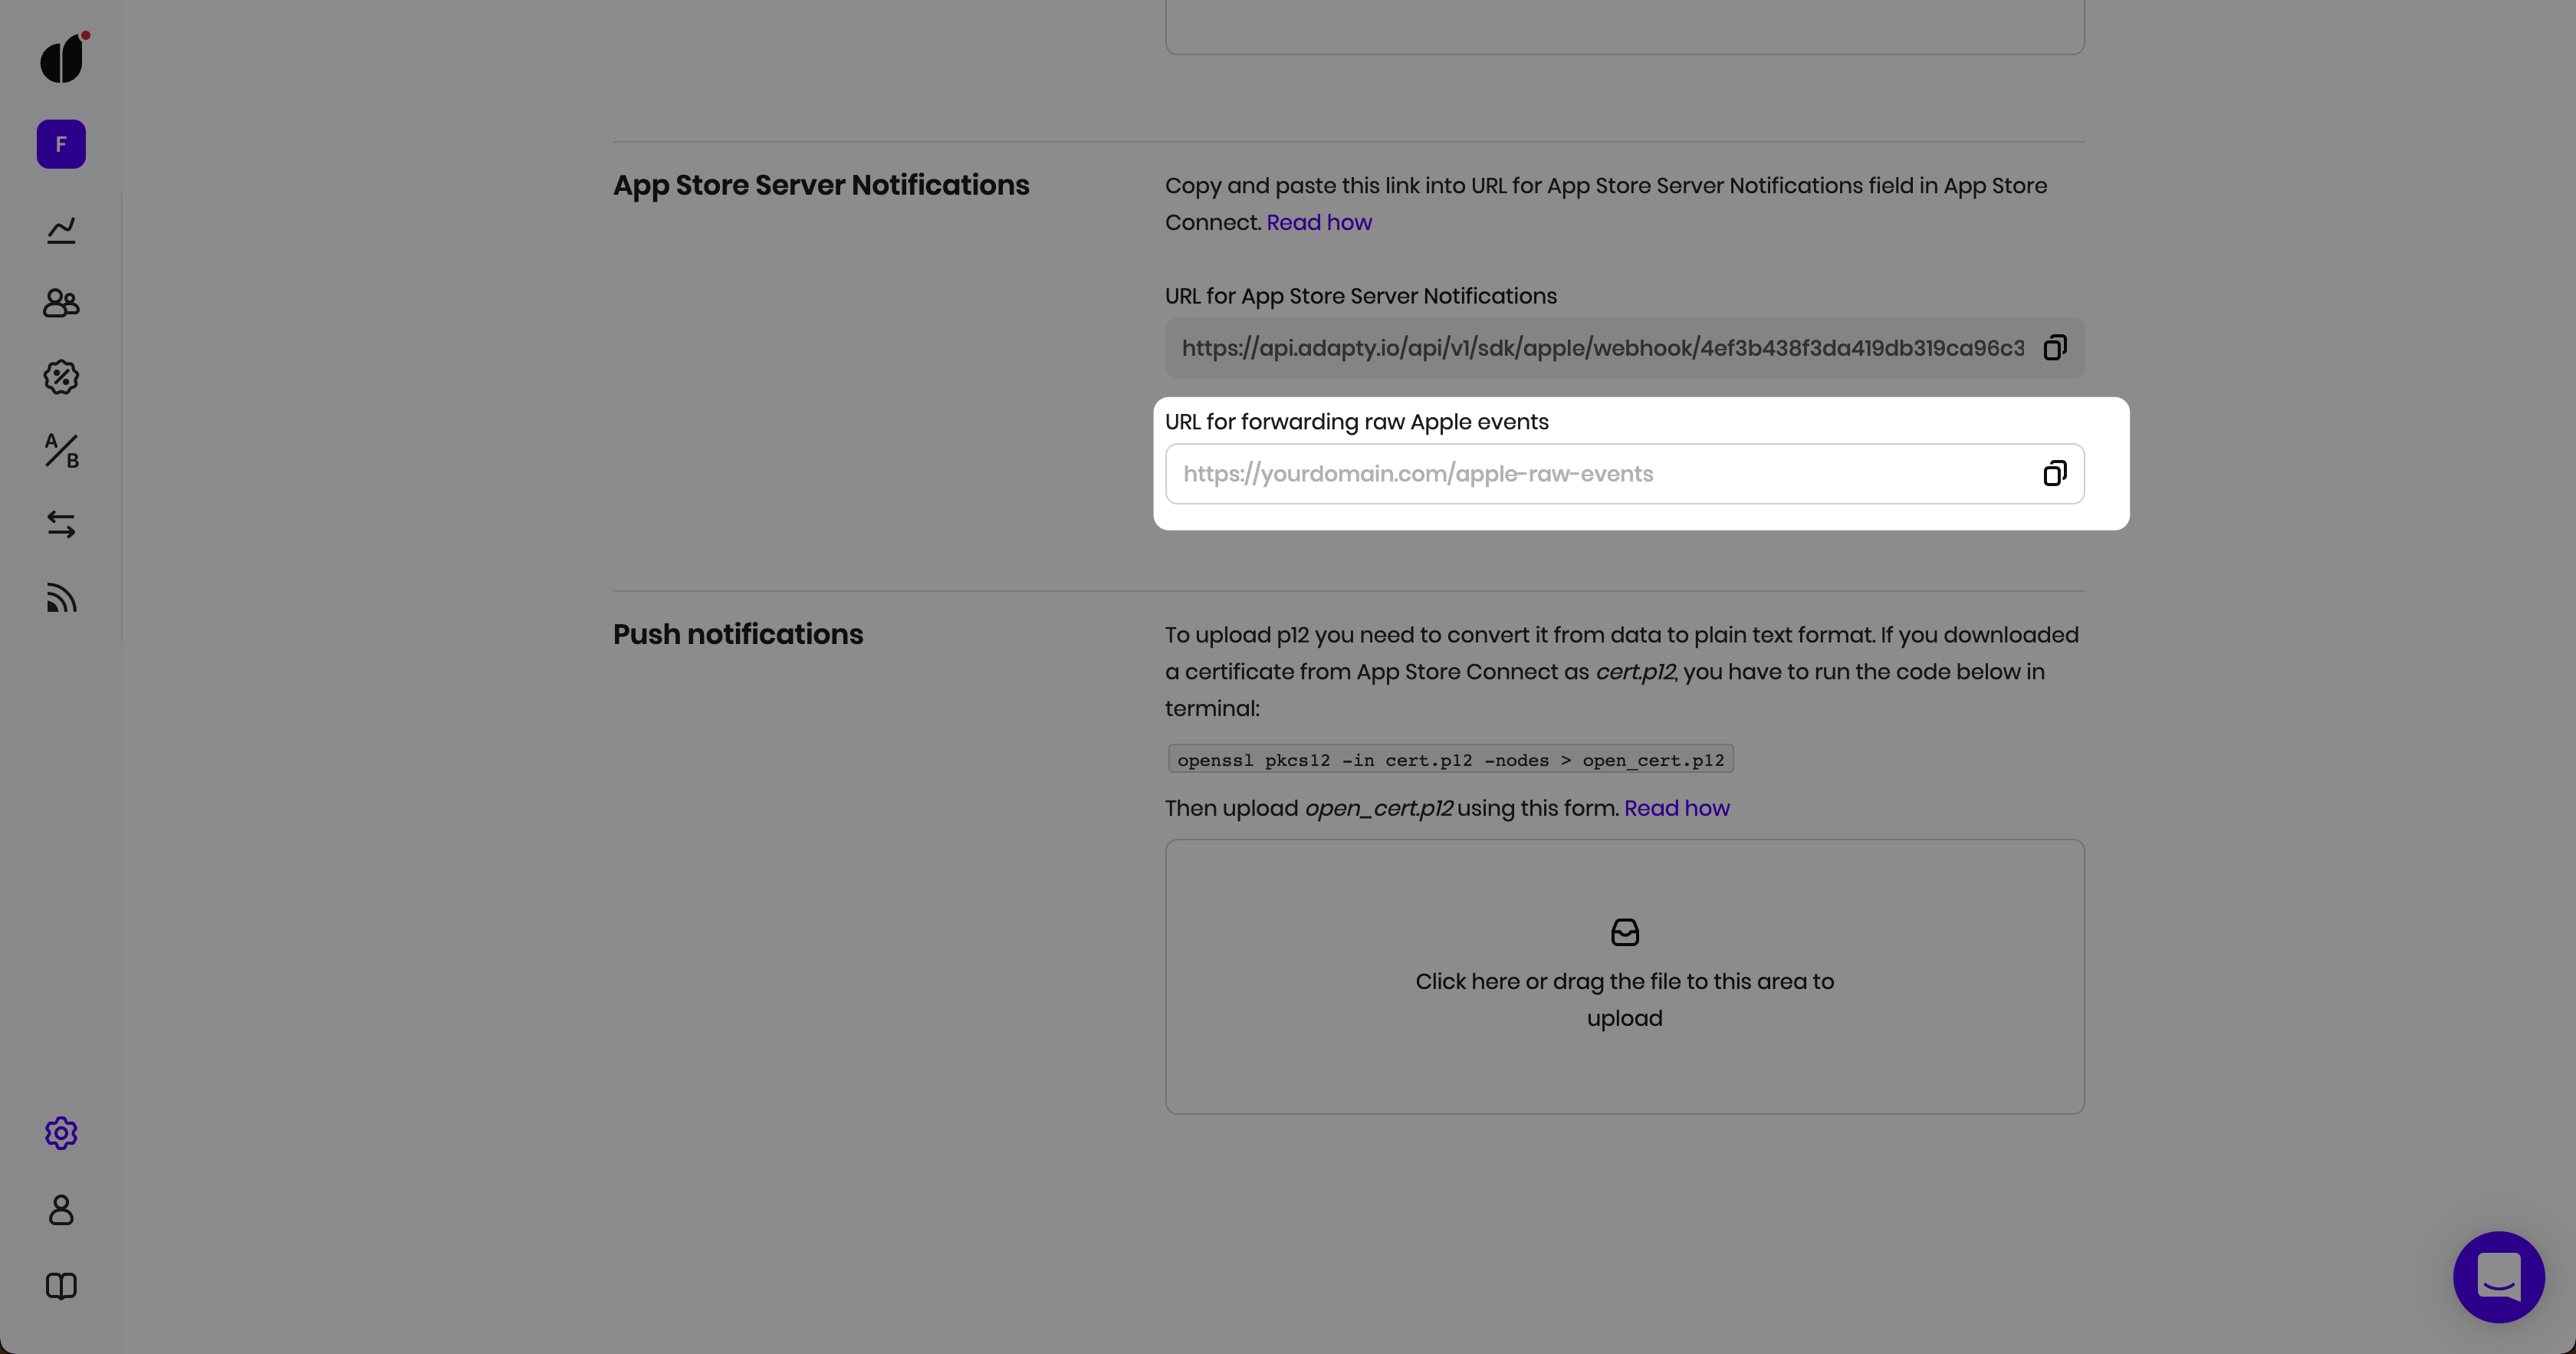 F
App Store Server Notifications
Copy and paste this link into URL for App Store Server Notifications field in App Store
Connect. Read how
URL for App Store Server Notifications
https://api.adapty.io/api/v1/sdk/apple/webhook/4ef3b438f3da419db319ca96c3
URL for forwarding raw Apple events
https://yourdomain.com/apple-raw-events
A
B
Push notifications
To upload p12 you need to convert it from data to plain text format. If you downloaded
a certificate from App Store Connect as cert.p12, you have to run the code below in
terminal:
openssl pkcs12 -in cert.p12 -nodes > open_cert.p12
Then upload open_cert.p12 using this form. Read how
Click here or drag the file to this area to
upload